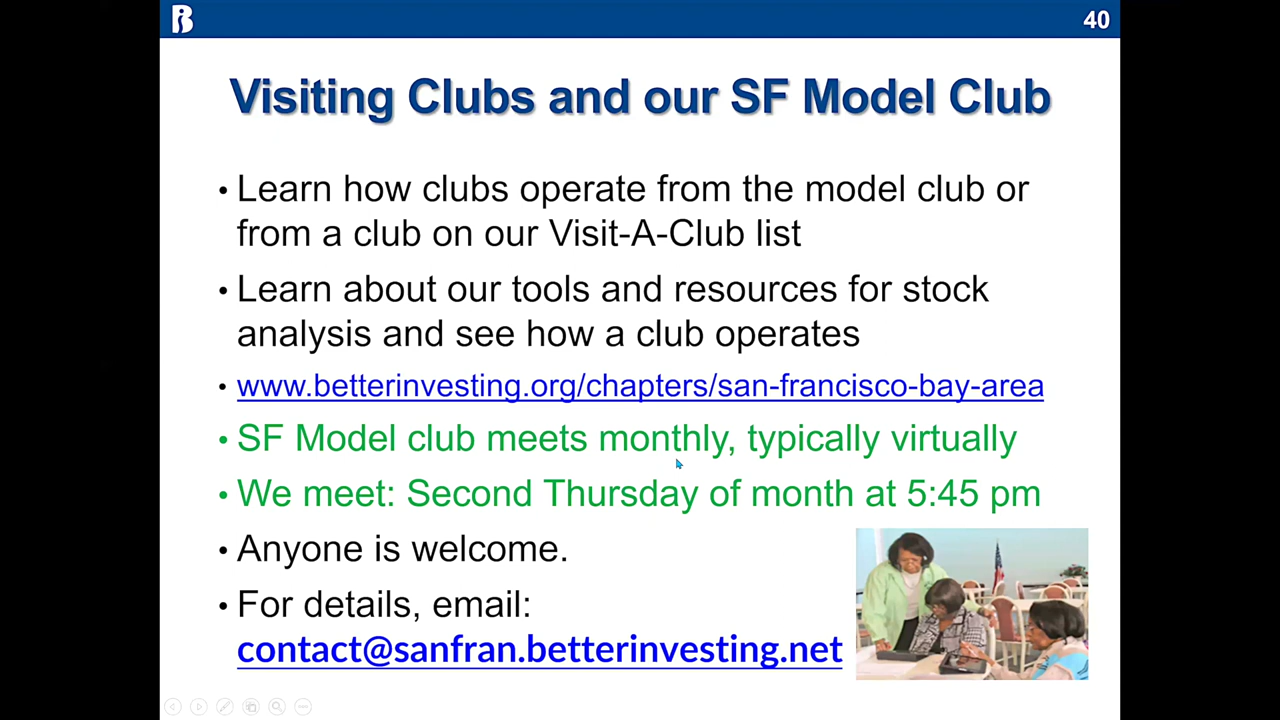 40
Visiting Clubs and our SF Model Club
• Learn how clubs operate from the model club or
from a club on our Visit-A-Club list
• Learn about our tools and resources for stock
analysis and see how a club operates
• www.betterinvesting.org/chapters/san-francisco-bay-area
• SF Model club meets monthly, typically virtually
• We meet: Second Thursday of month at 5:45 pm
• Anyone is welcome.
• For details, email:
contact@sanfran.betterinvesting.net